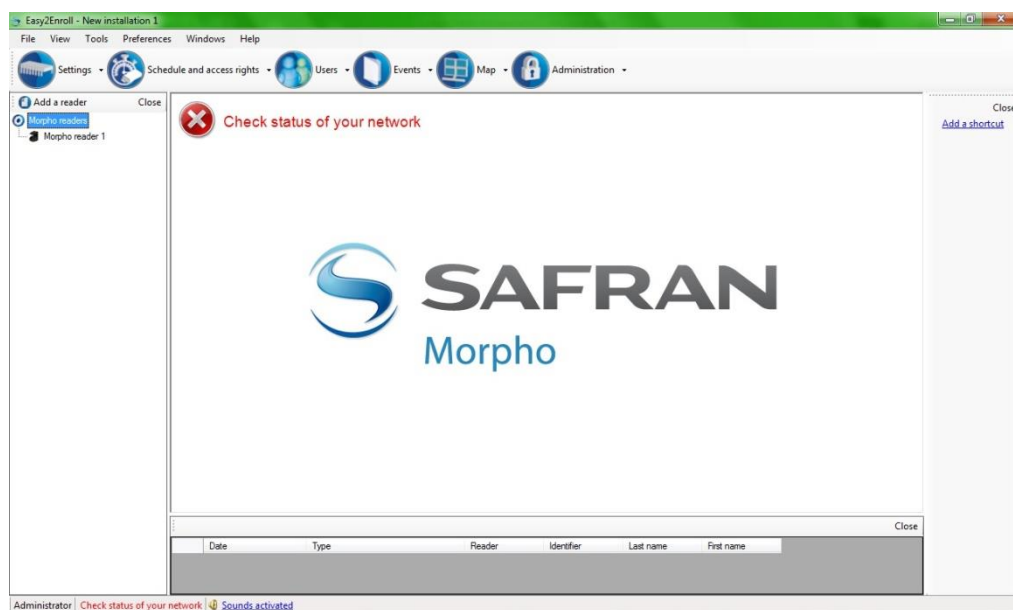 Easy2Enroll - New installation 1
File View Tools Preferences Windows Help
Settings Schedule and access rights Users Events Map Administration
Add a reader Close
Morpho readers
Morpho reader 1
Check status of your network
Close
Add a shortcut
SAFRAN
Morpho
Close
Date Type Reader Identifier Last name First name
Administrator Check status of your network Sounds activated